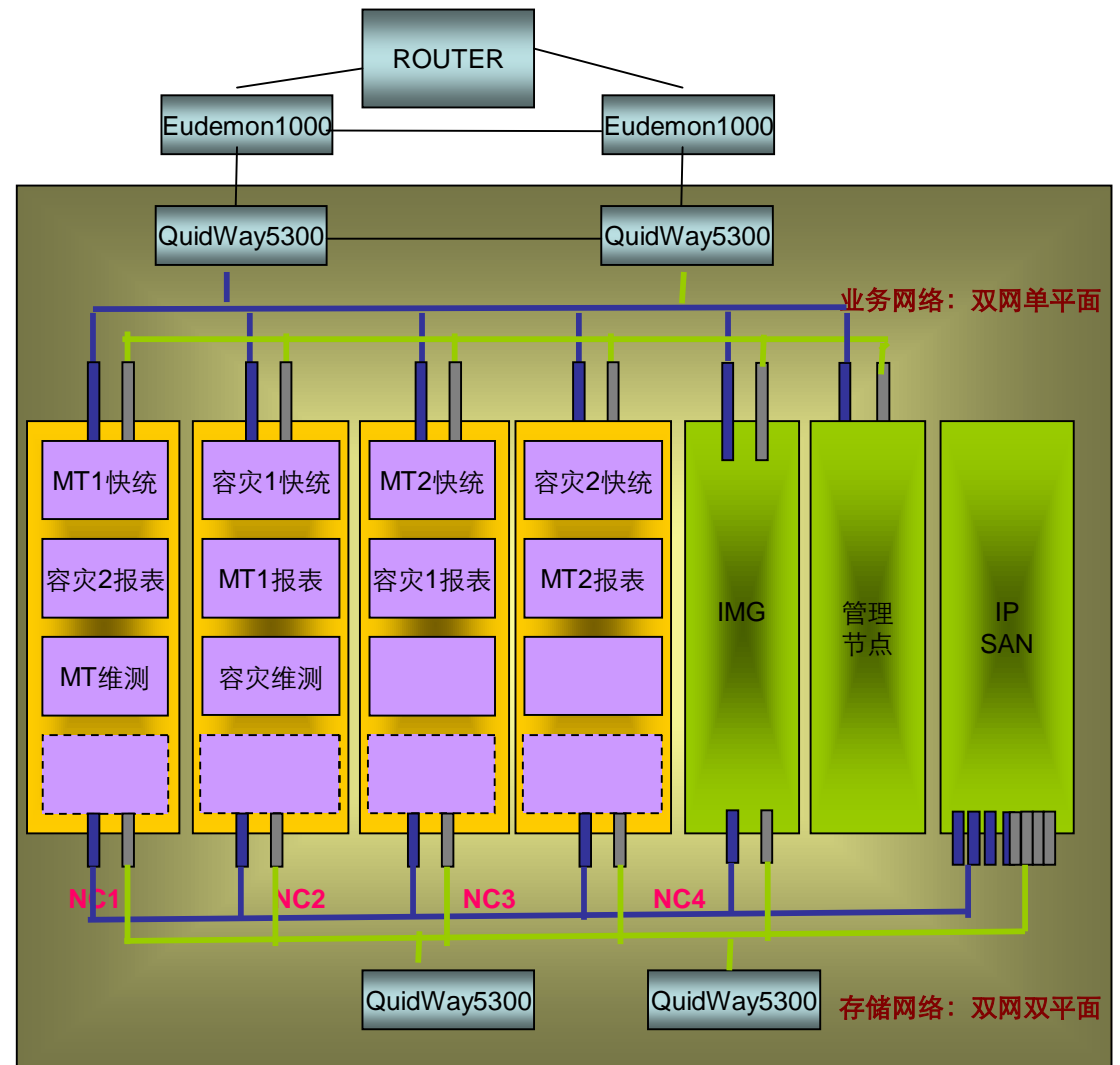 ROUTER
Eudemon1000
Eudemon1000
QuidWay5300
QuidWay5300
业务网络：双网单平面
MT1快统
容灾1快统
MT2快统
容灾2快统
容灾2报表
MT1报表
容灾1报表
MT2报表
IMG
管理
节点
IP
SAN
MT维测
容灾维测
NC1
NC2
NC3
NC4
QuidWay5300
QuidWay5300
存储网络：双网双平面